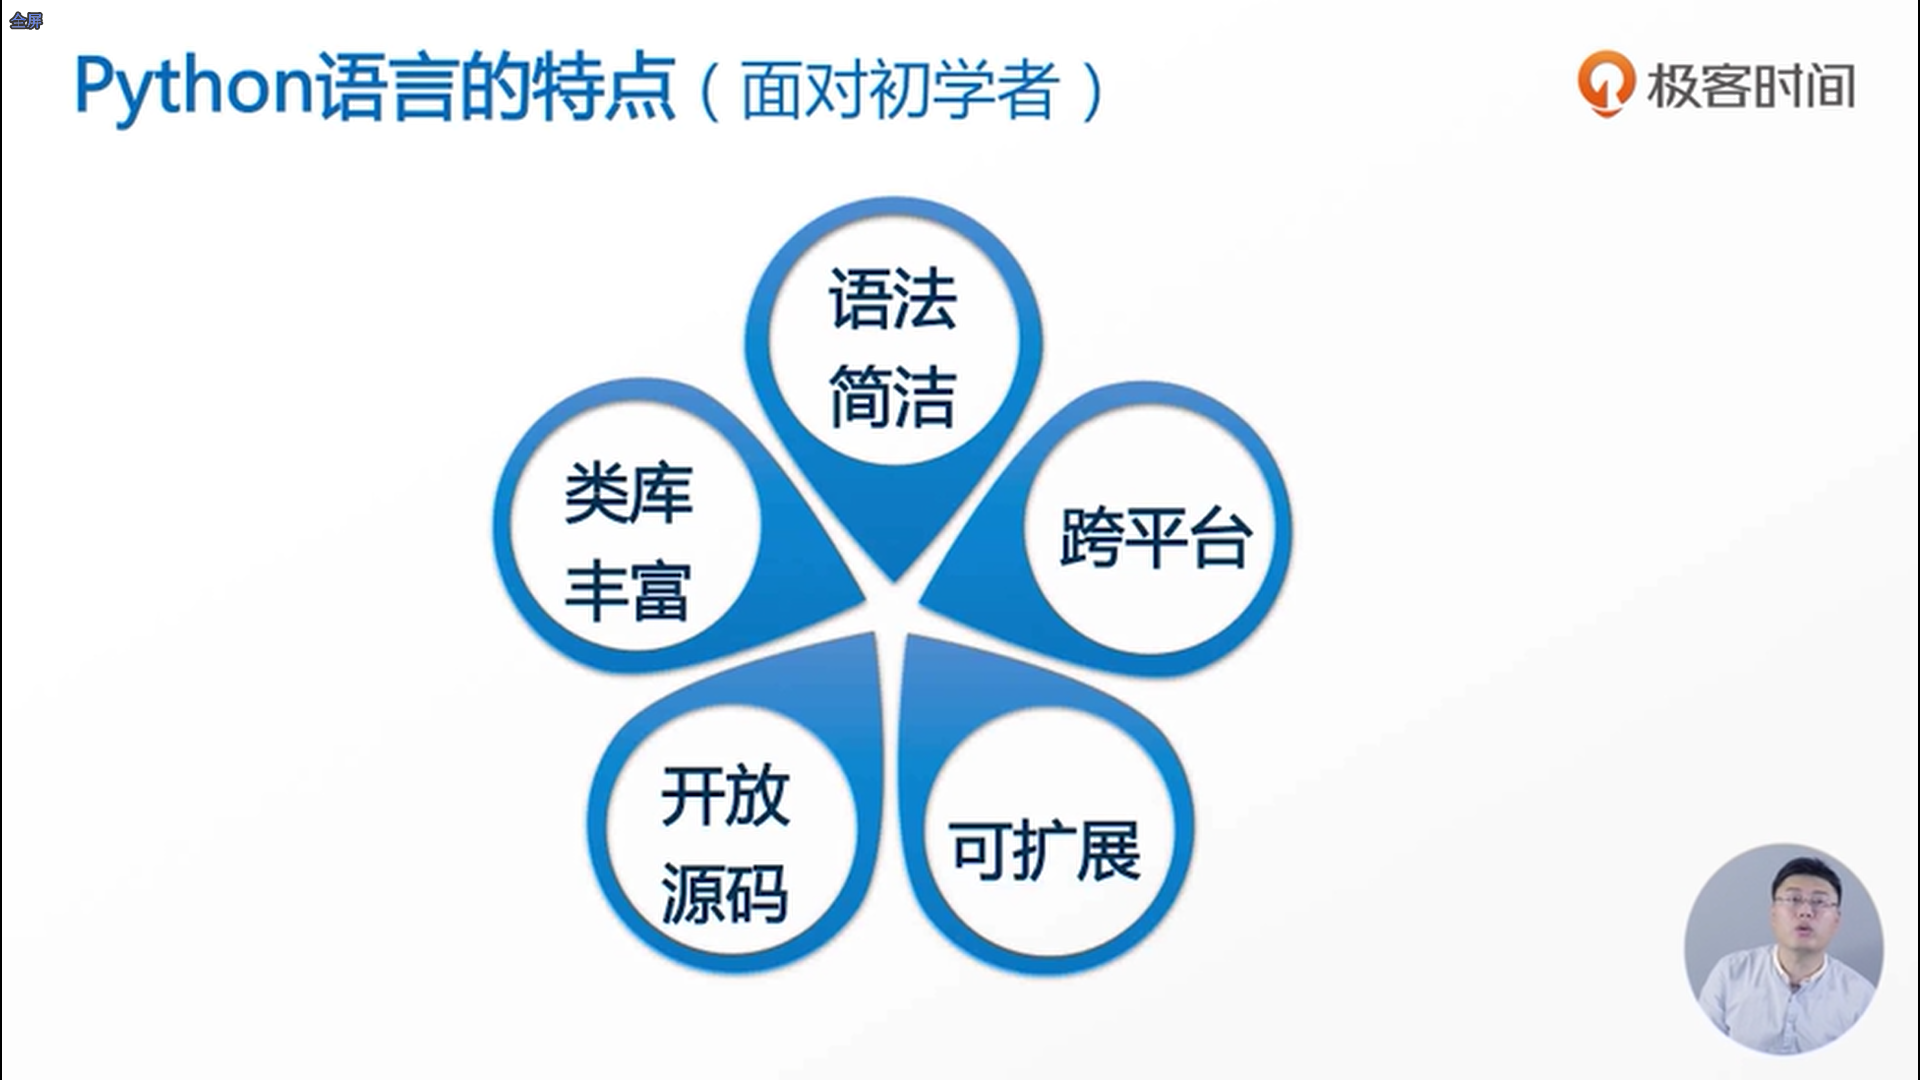 全屏
Python语言的特点（面对初学者）
极客时间
语法
简洁
类库
丰富
跨平台
开放
源码
可扩展